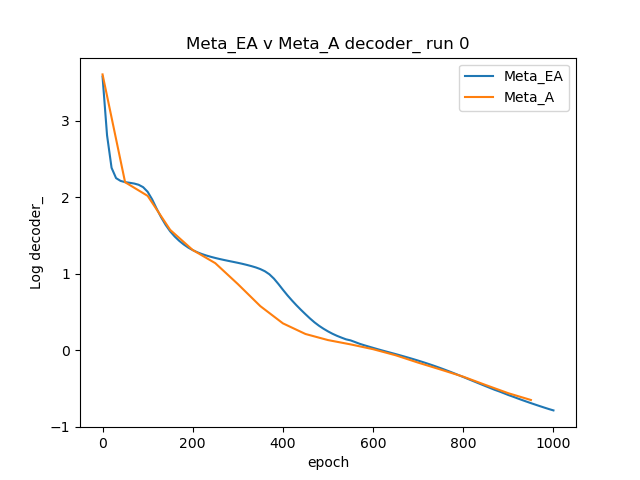 Meta_EA v Meta_A decoder_ run 0
Meta_EA
Meta_A
Log decoder_
3
2
1
0
−1
0
200
400
600
800
1000
epoch